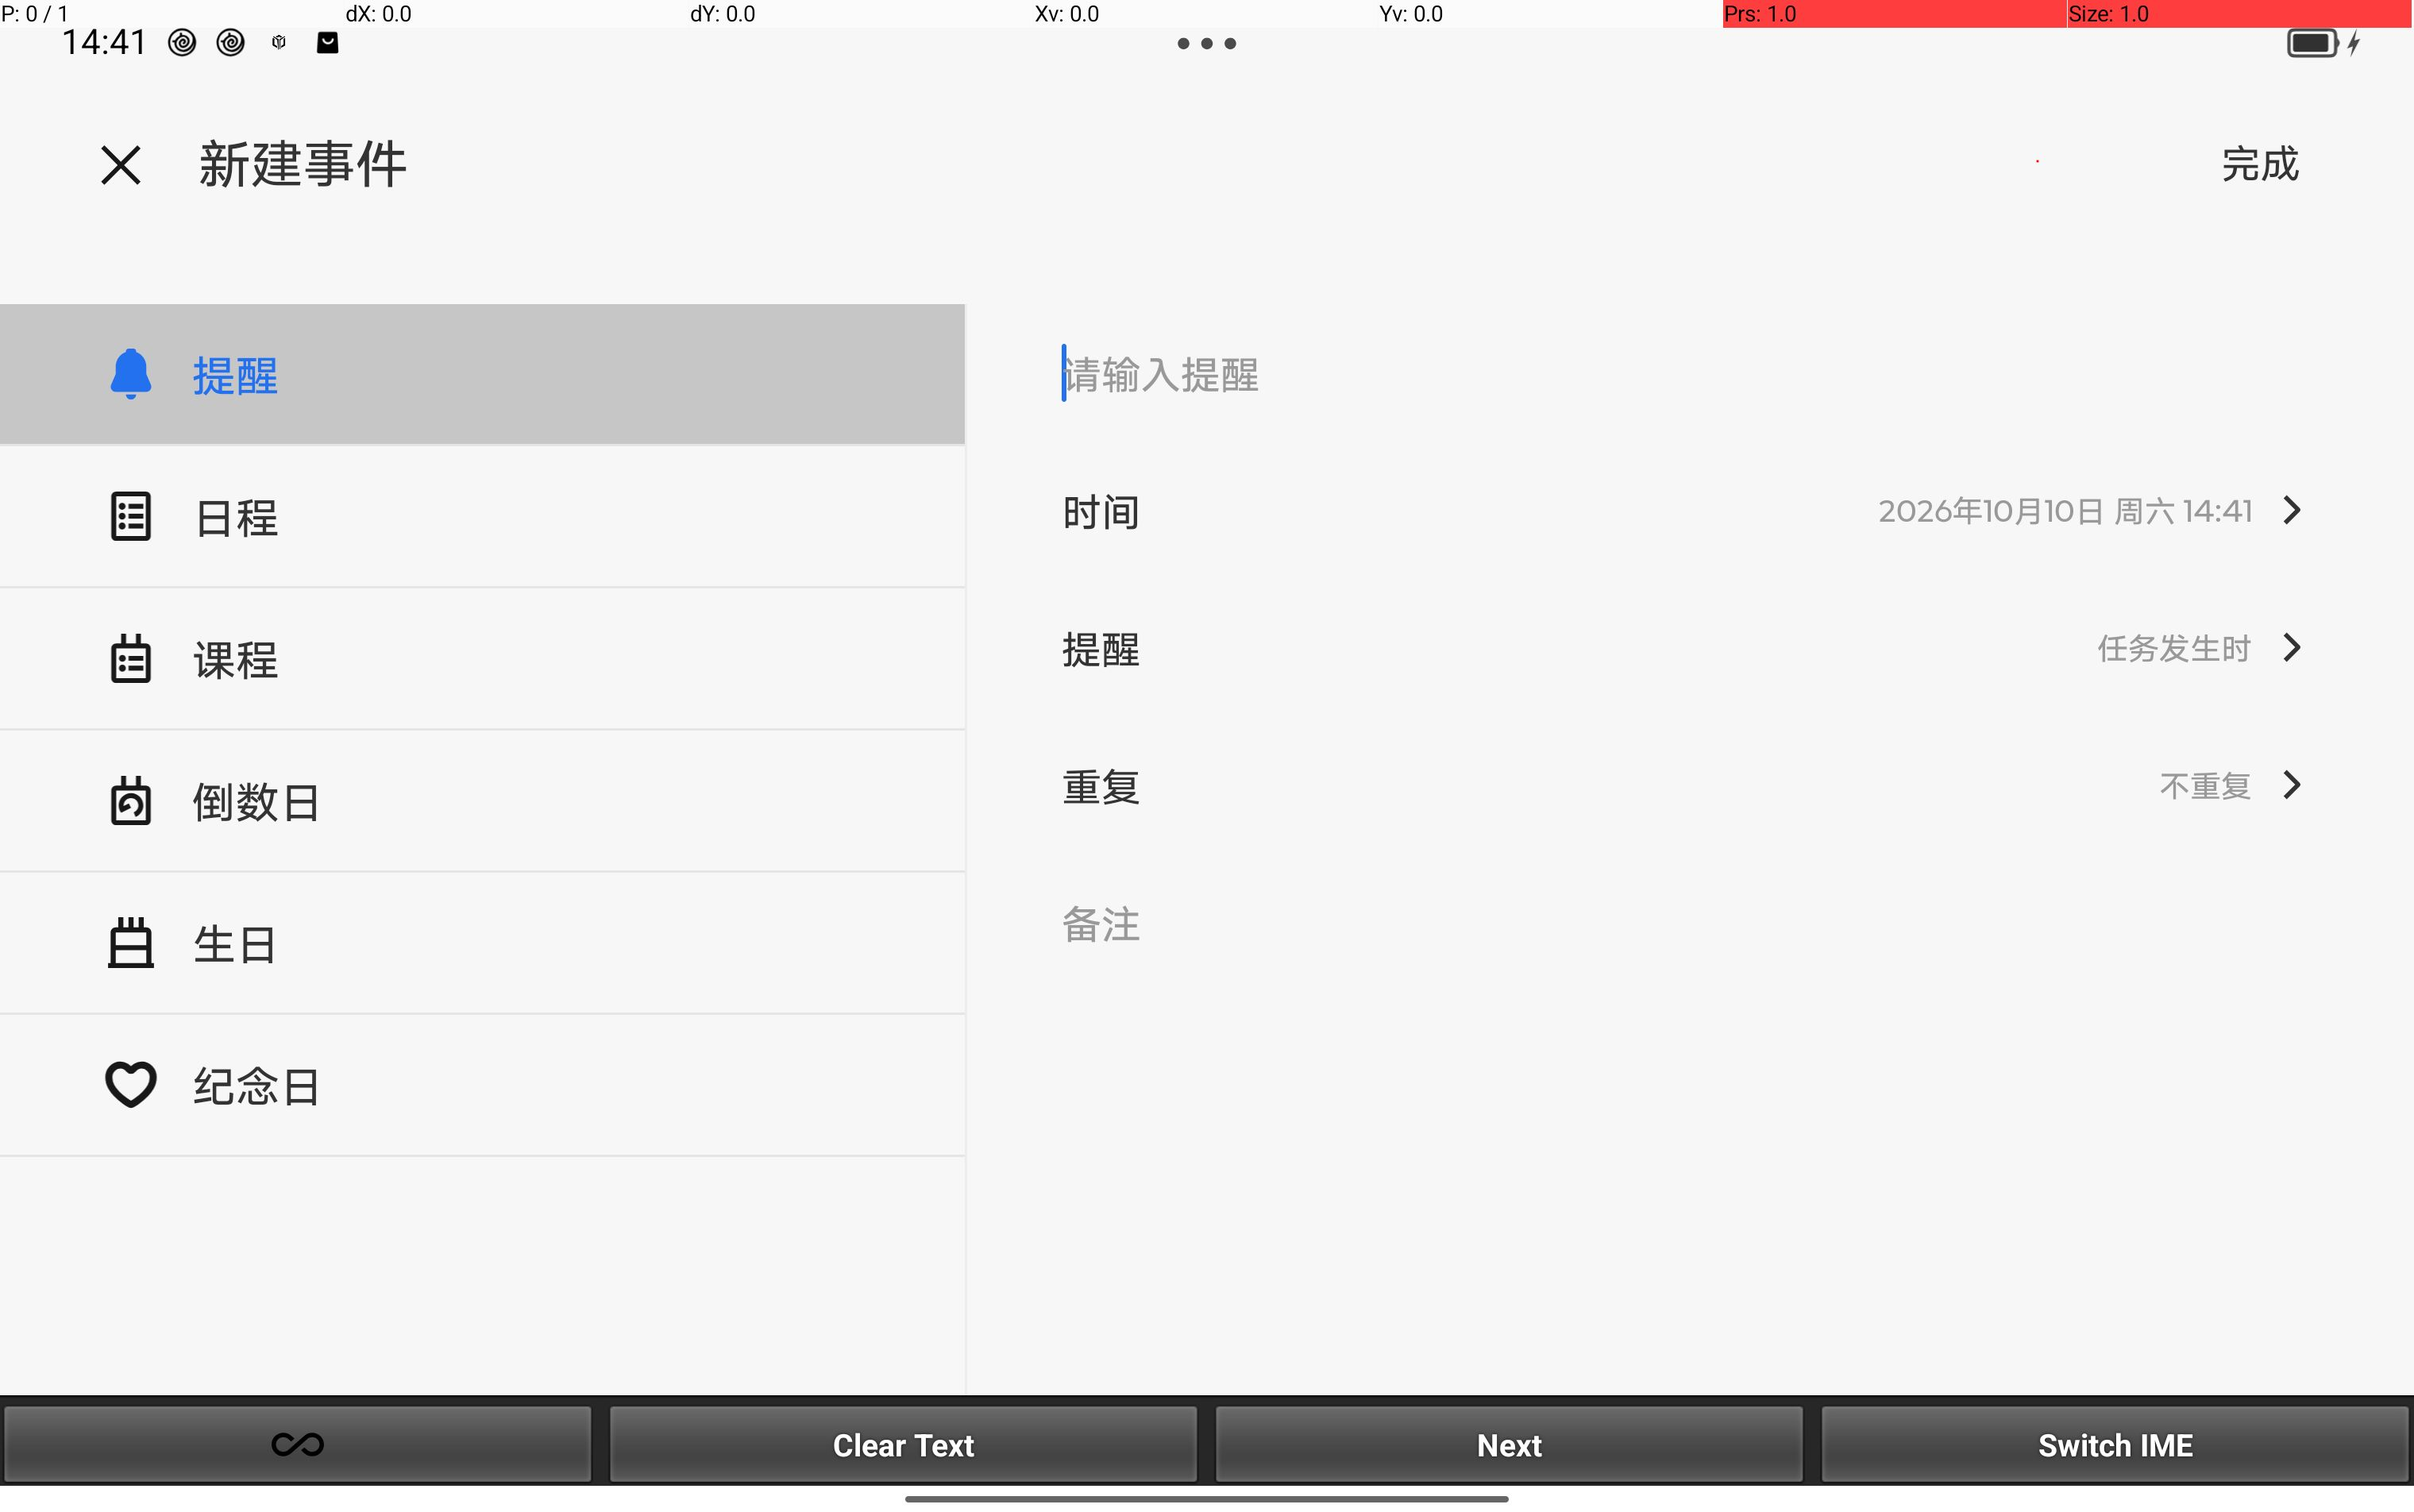 P: 0 / 1 dX: 0.0 dY: 0.0 Xv: 0.0 Yv: 0.0 Prs: 1.0 Size: 1.0
14:41
新建事件
完成
提醒
日程
课程
倒数日
生日
纪念日
请输入提醒
时间 2026年10月10日 周六 14:41
提醒 任务发生时
重复 不重复
备注
Clear Text Next Switch IME